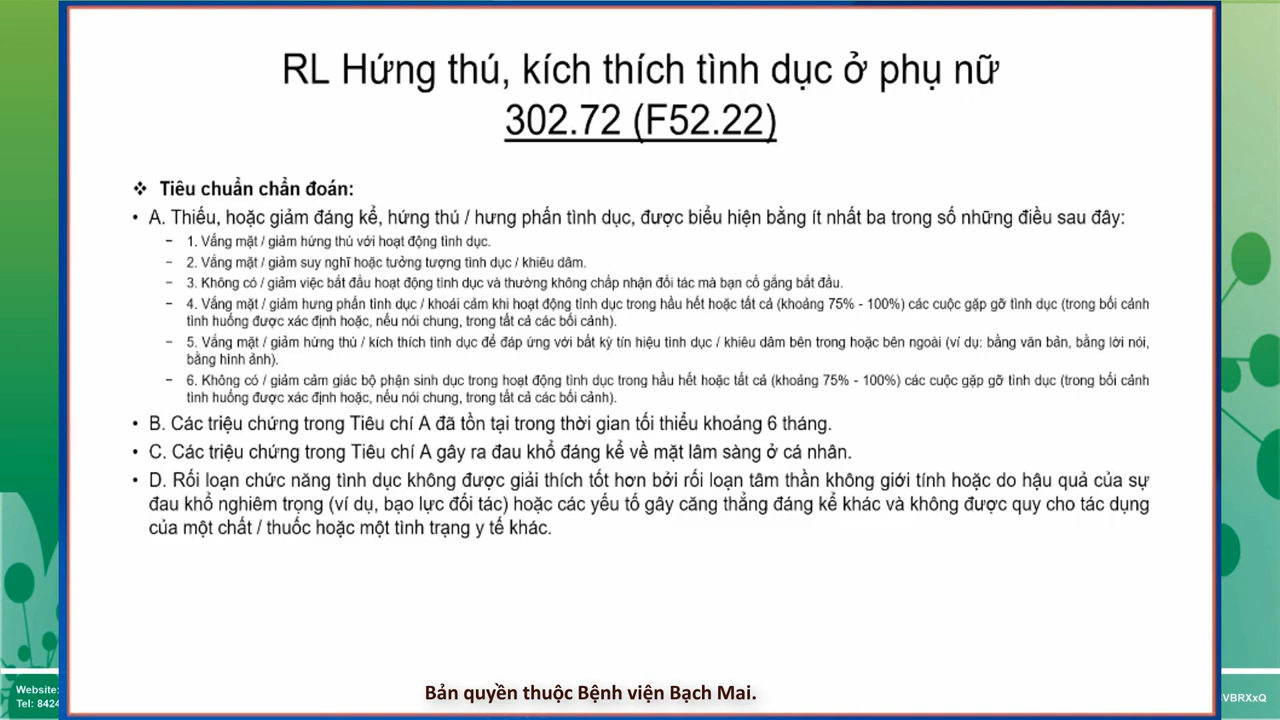 RL Hứng thú, kích thích tình dục ở phụ nữ
302.72 (F52.22)
❖ Tiêu chuẩn chẩn đoán:
• A. Thiếu, hoặc giảm đáng kể, hứng thú / hưng phấn tình dục, được biểu hiện bằng ít nhất ba trong số những điều sau đây:
– 1. Vắng mặt / giảm hứng thú với hoạt động tình dục.
– 2. Vắng mặt / giảm suy nghĩ hoặc tưởng tượng tình dục / khiêu dâm.
– 3. Không có / giảm việc bắt đầu hoạt động tình dục và thường không chấp nhận đối tác mà bạn cố gắng bắt đầu.
– 4. Vắng mặt / giảm hưng phấn tình dục / khoái cảm khi hoạt động tình dục trong hầu hết hoặc tất cả (khoảng 75% - 100%) các cuộc gặp gỡ tình dục (trong bối cảnh
tình huống được xác định hoặc, nếu nói chung, trong tất cả các bối cảnh).
– 5. Vắng mặt / giảm hứng thú / kích thích tình dục để đáp ứng với bất kỳ tín hiệu tình dục / khiêu dâm bên trong hoặc bên ngoài (ví dụ: bằng văn bản, bằng lời nói,
bằng hình ảnh).
– 6. Không có / giảm cảm giác bộ phận sinh dục trong hoạt động tình dục trong hầu hết hoặc tất cả (khoảng 75% - 100%) các cuộc gặp gỡ tình dục (trong bối cảnh
tình huống được xác định hoặc, nếu nói chung, trong tất cả các bối cảnh).
• B. Các triệu chứng trong Tiêu chí A đã tồn tại trong thời gian tối thiểu khoảng 6 tháng.
• C. Các triệu chứng trong Tiêu chí A gây ra đau khổ đáng kể về mặt lâm sàng ở cá nhân.
• D. Rối loạn chức năng tình dục không được giải thích tốt hơn bởi rối loạn tâm thần không giới tính hoặc do hậu quả của sự
đau khổ nghiêm trọng (ví dụ, bạo lực đối tác) hoặc các yếu tố gây căng thẳng đáng kể khác và không được quy cho tác dụng
của một chất / thuốc hoặc một tình trạng y tế khác.
Bản quyền thuộc Bệnh viện Bạch Mai.
Website:
Tel: 8424
VBRXxQ